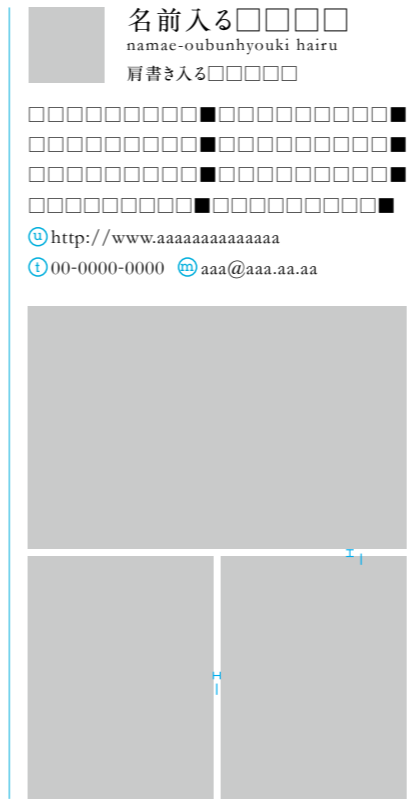 名前入る□□□□
namae-oubunhyouki hairu
肩書き入る□□□□□
□□□□□□□□□■□□□□□□□□□■
□□□□□□□□□■□□□□□□□□□■
□□□□□□□□□■□□□□□□□□□■
□□□□□□□□□■□□□□□□□□□■
u http://www.aaaaaaaaaaaaaa
t 00-0000-0000 m aaa@aaa.aa.aa